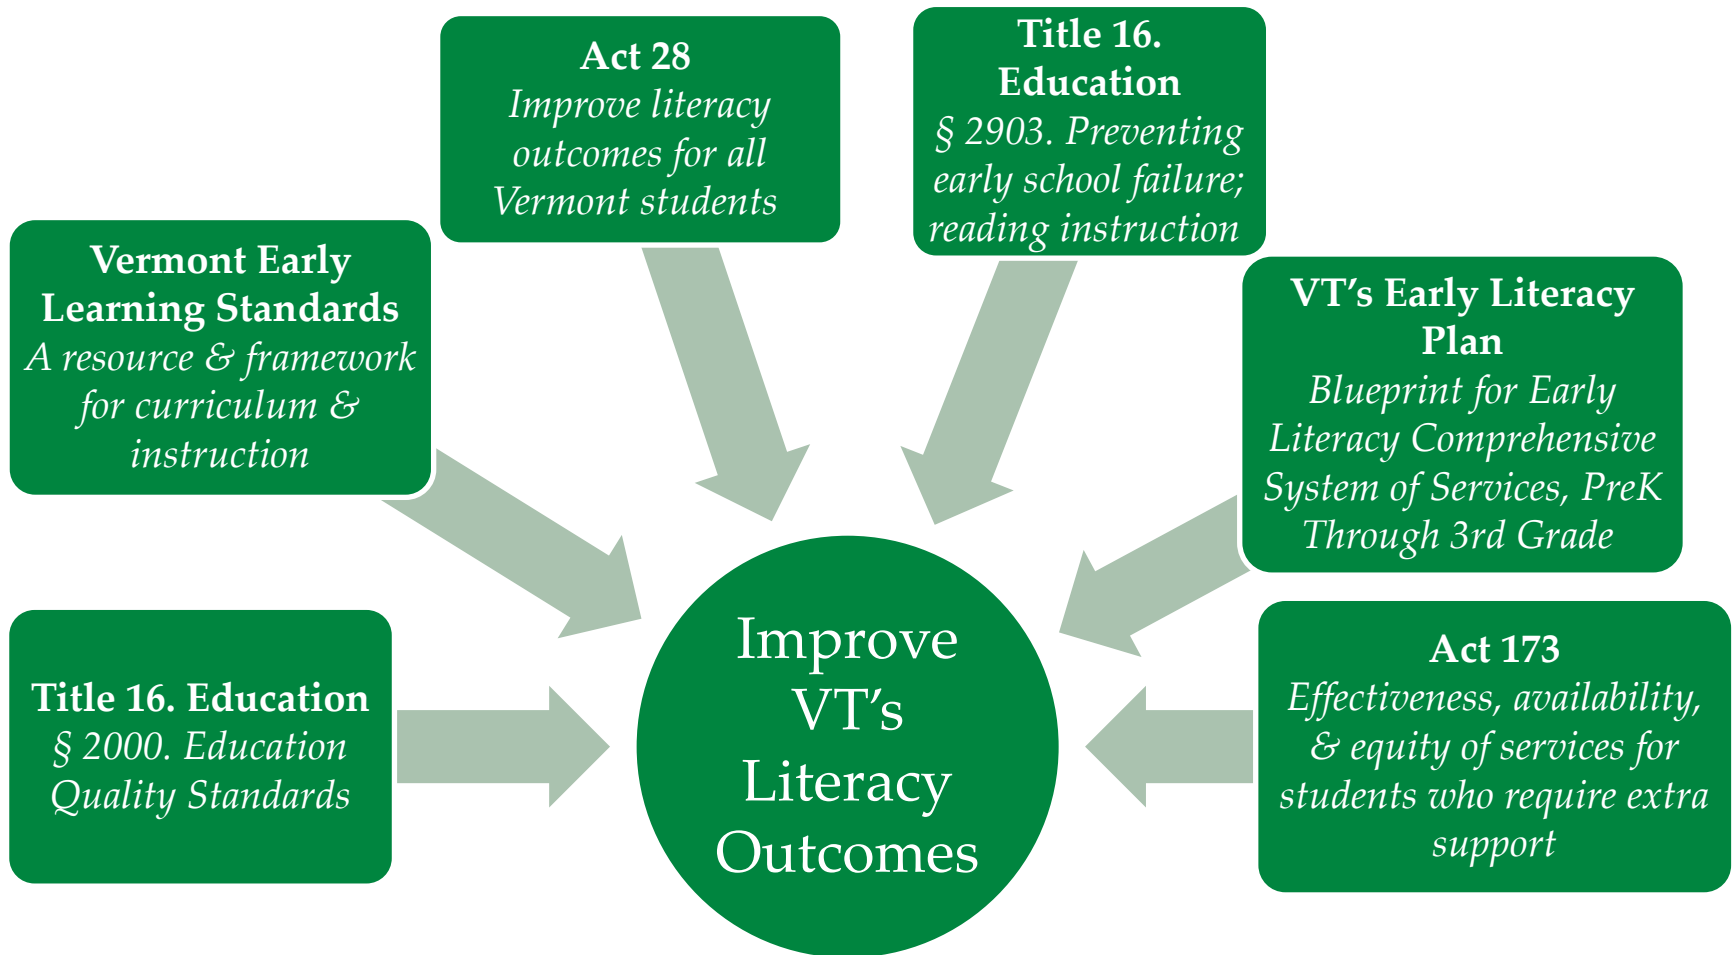 Act 28
Improve literacy
outcomes for all
Vermont students
Title 16.
Education
§ 2903. Preventing
early school failure;
reading instruction
Vermont Early
Learning Standards
A resource & framework
for curriculum &
instruction
VT’s Early Literacy
Plan
Blueprint for Early
Literacy Comprehensive
System of Services, PreK
Through 3rd Grade
Title 16. Education
§ 2000. Education
Quality Standards
Improve
VT’s
Literacy
Outcomes
Act 173
Effectiveness, availability,
& equity of services for
students who require extra
support